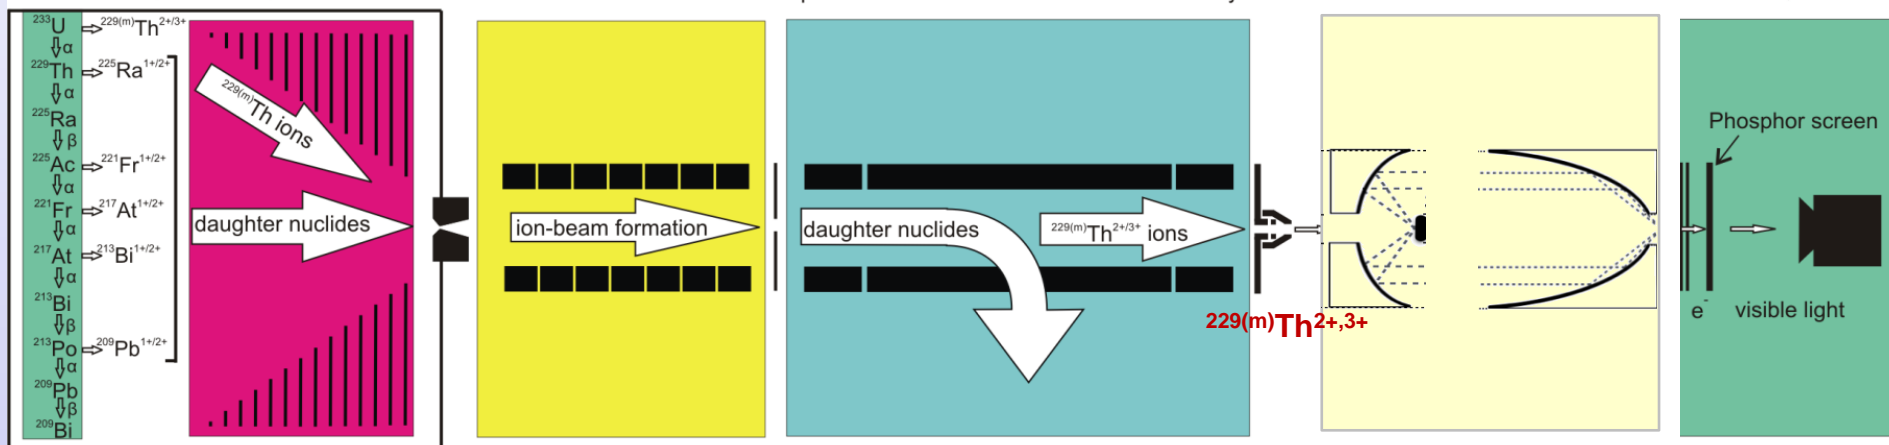 ²³³U ⇨ ²²⁹⁽ᵐ⁾Th²⁺/³⁺
⇩α
²²⁹Th ⇨ ²²⁵Ra¹⁺/²⁺
⇩α
²²⁵Ra
⇩β
²²⁵Ac ⇨ ²²¹Fr¹⁺/²⁺
⇩α
²²¹Fr ⇨ ²¹⁷At¹⁺/²⁺
⇩α
²¹⁷At ⇨ ²¹³Bi¹⁺/²⁺
⇩α
²¹³Bi
⇩β
²¹³Po ⇨ ²⁰⁹Pb¹⁺/²⁺
⇩α
²⁰⁹Pb
⇩β
²⁰⁹Bi
²²⁹⁽ᵐ⁾Th ions
daughter nuclides
ion-beam formation
daughter nuclides
²²⁹⁽ᵐ⁾Th²⁺/³⁺ ions
²²⁹⁽ᵐ⁾Th²⁺,³⁺
Phosphor screen
e⁻
visible light